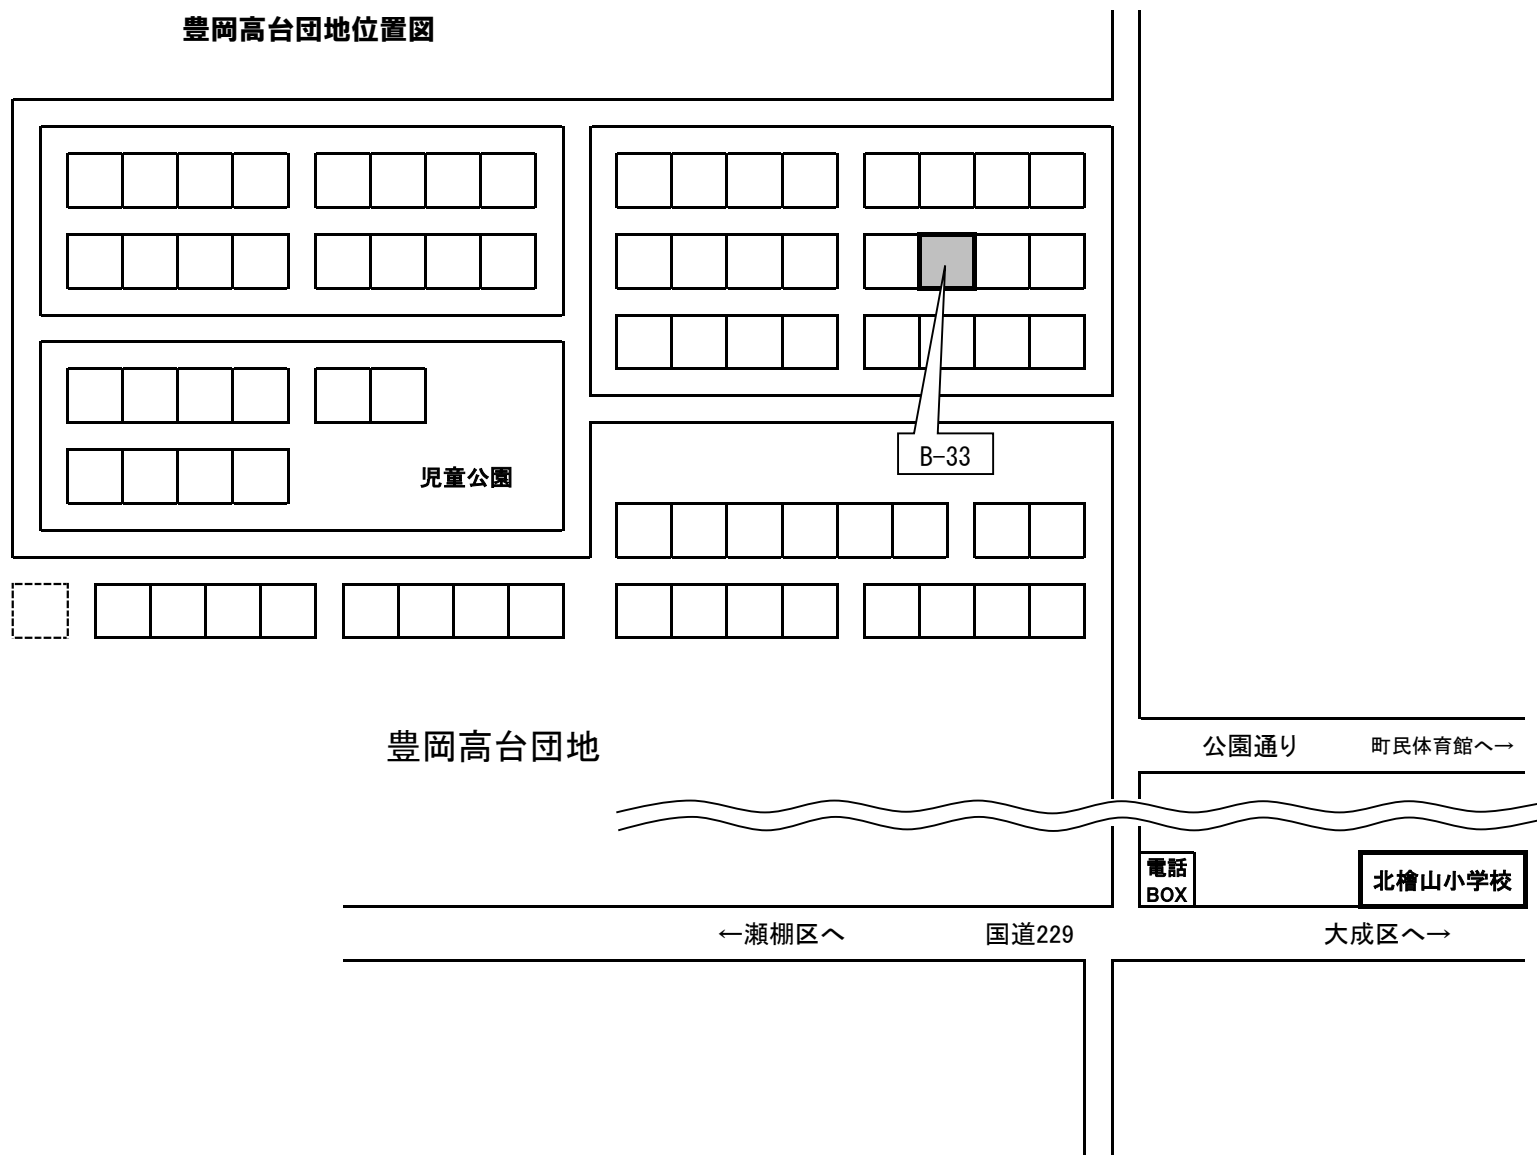 豊岡高台団地位置図
B-33
児童公園
豊岡高台団地
公園通り
町民体育館へ→
電話
BOX
北檜山小学校
←瀬棚区へ
国道229
大成区へ→